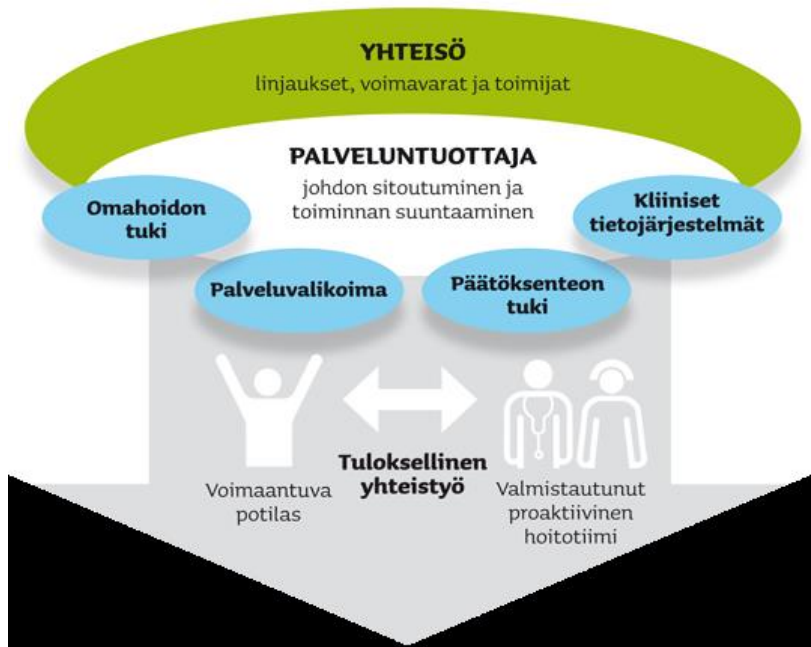 YHTEISÖ
linjaukset, voimavarat ja toimijat
PALVELUNTUOTTAJA
johdon sitoutuminen ja
toiminnan suuntaaminen
Omahoidon
tuki
Kliiniset
tietojärjestelmät
Palveluvalikoima
Päätöksenteon
tuki
Tuloksellinen
yhteistyö
Voimaantuva
potilas
Valmistautunut
proaktiivinen
hoitotiimi